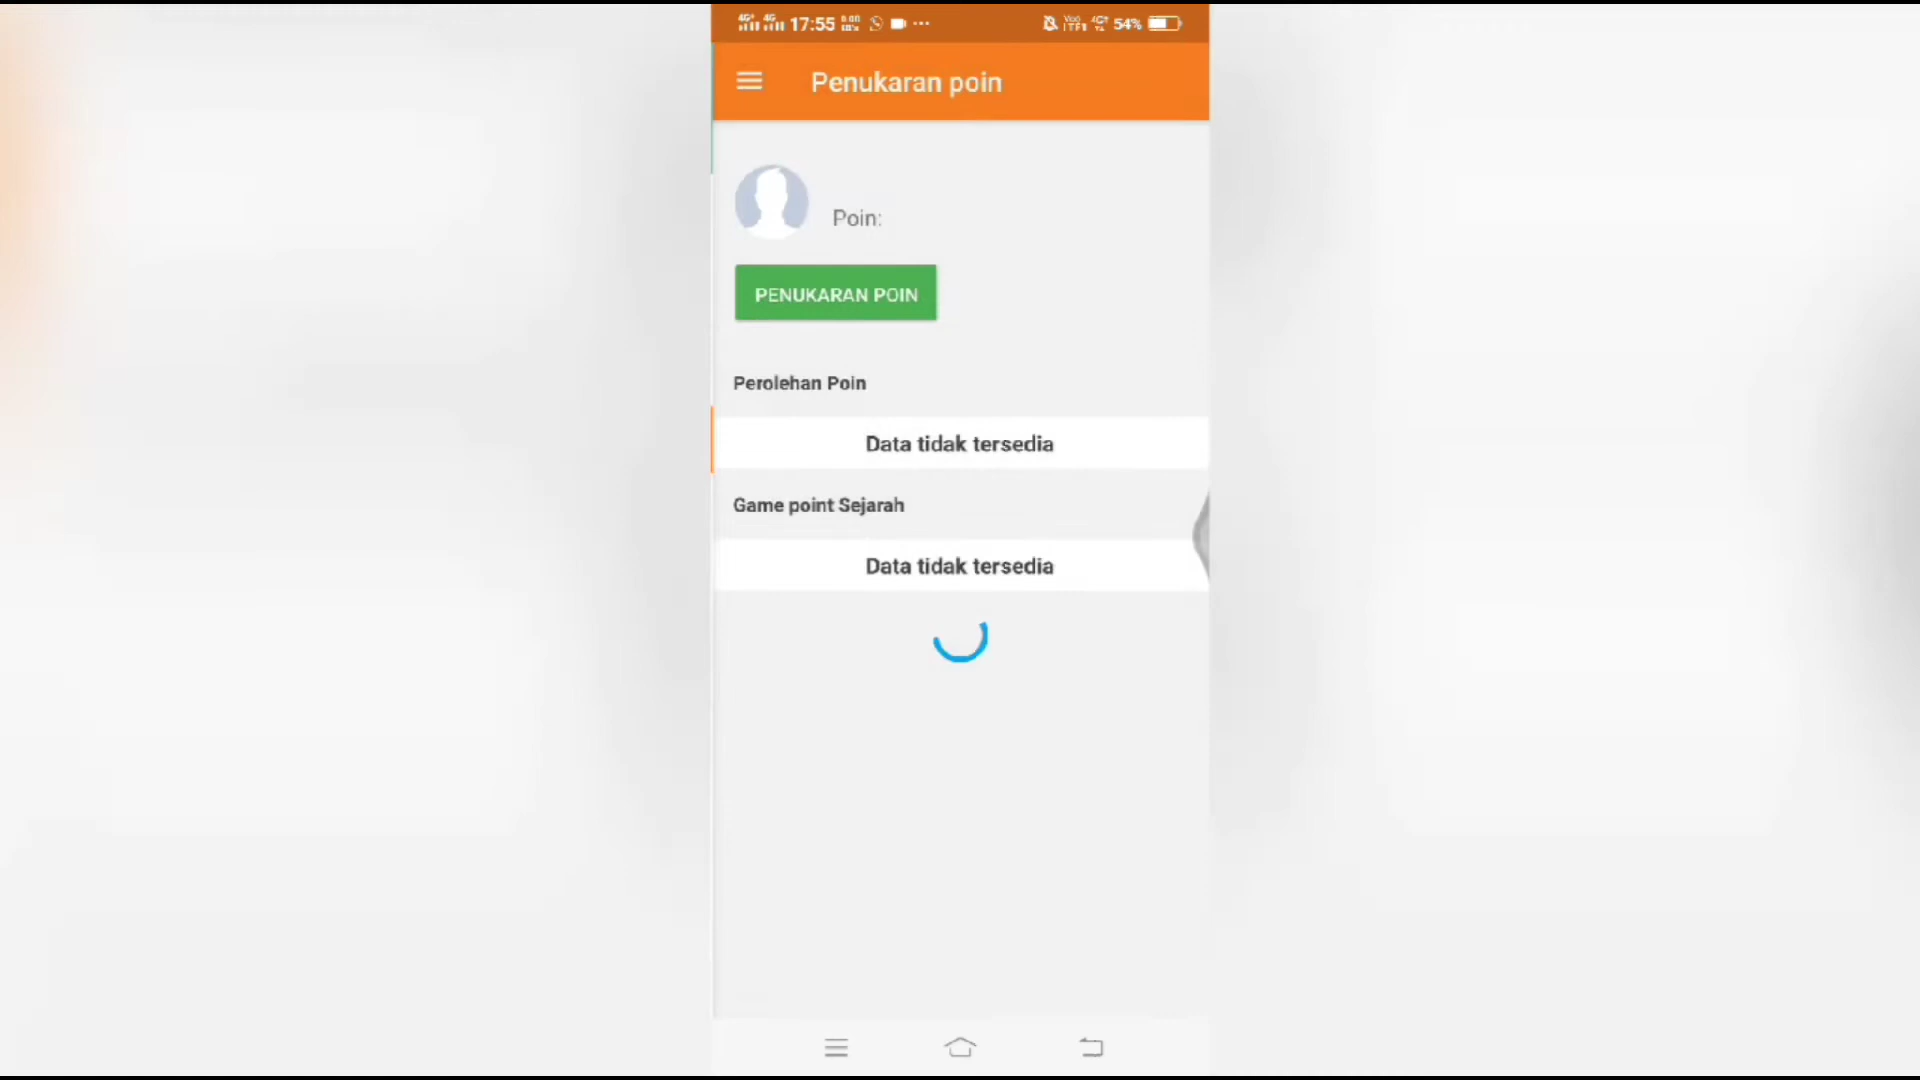 17:55 54%
Penukaran poin
Poin:
PENUKARAN POIN
Perolehan Poin
Data tidak tersedia
Game point Sejarah
Data tidak tersedia